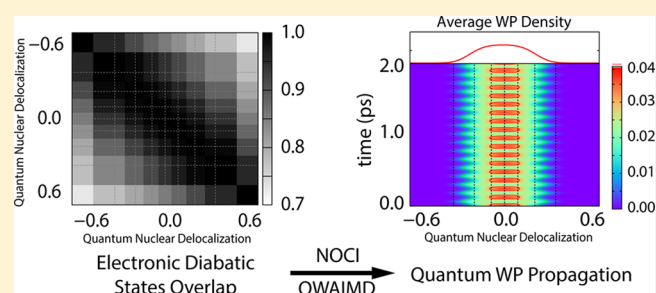 Average WP Density
−0.6
0.0
0.6
Quantum Nuclear Delocalization
−0.6 0.0 0.6
Quantum Nuclear Delocalization
1.0
0.9
0.8
0.7
time (ps)
2.0
1.0
0.0
−0.6 0.0 0.6
Quantum Nuclear Delocalization
0.04
0.03
0.02
0.01
0.00
Electronic Diabatic
States Overlap
NOCI
QWAIMD
Quantum WP Propagation